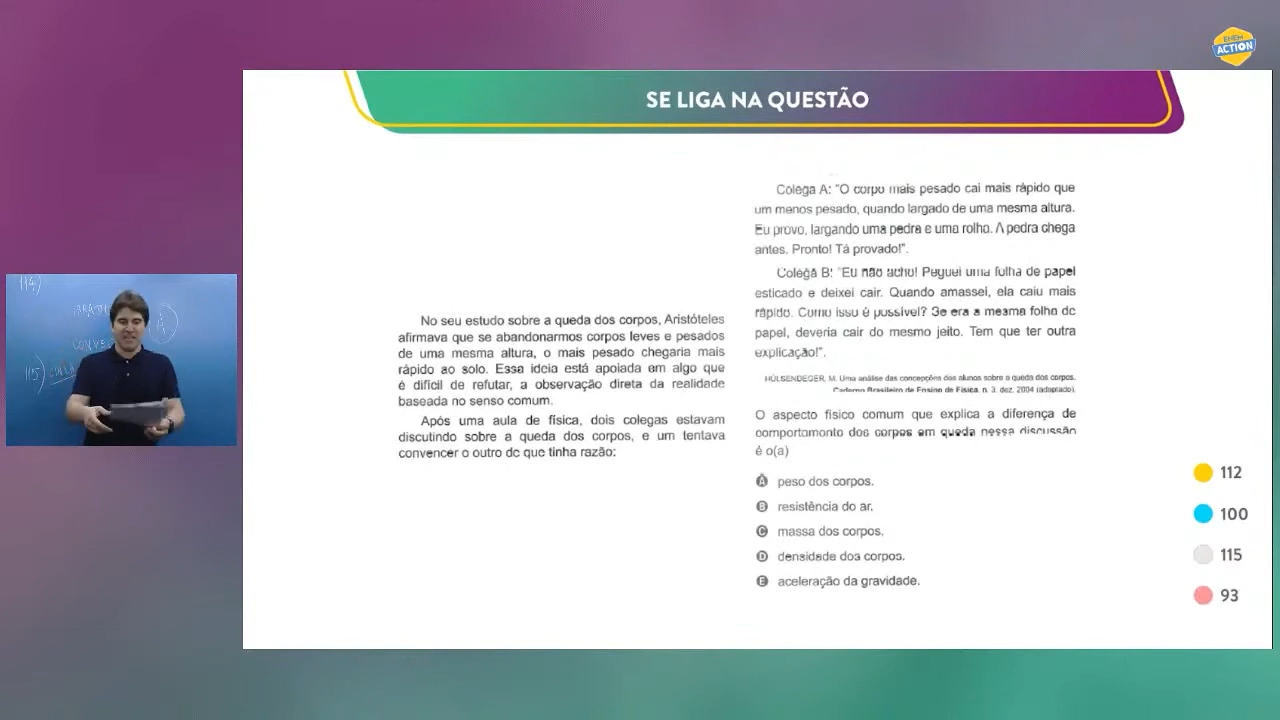 ENEM
ACTION
SE LIGA NA QUESTÃO
No seu estudo sobre a queda dos corpos, Aristóteles
afirmava que se abandonarmos corpos leves e pesados
de uma mesma altura, o mais pesado chegaria mais
rápido ao solo. Essa ideia está apoiada em algo que
é difícil de refutar, a observação direta da realidade
baseada no senso comum.
Após uma aula de física, dois colegas estavam
discutindo sobre a queda dos corpos, e um tentava
convencer o outro de que tinha razão:
Colega A: “O corpo mais pesado cai mais rápido que
um menos pesado, quando largado de uma mesma altura.
Eu provo, largando uma pedra e uma rolha. A pedra chega
antes. Pronto! Tá provado!”.
Colega B: “Eu não acho! Peguei uma folha de papel
esticado e deixei cair. Quando amassei, ela caiu mais
rápido. Como isso é possível? Se era a mesma folha de
papel, deveria cair do mesmo jeito. Tem que ter outra
explicação!”.
HÜLSENDEGER, M. Uma análise das concepções dos alunos sobre a queda dos corpos.
Caderno Brasileiro de Ensino de Física, n. 3, dez. 2004 (adaptado).
O aspecto físico comum que explica a diferença de
comportamento dos corpos em queda nessa discussão
é o(a)
A peso dos corpos.
B resistência do ar.
C massa dos corpos.
D densidade dos corpos.
E aceleração da gravidade.
112
100
115
93
114)
115)